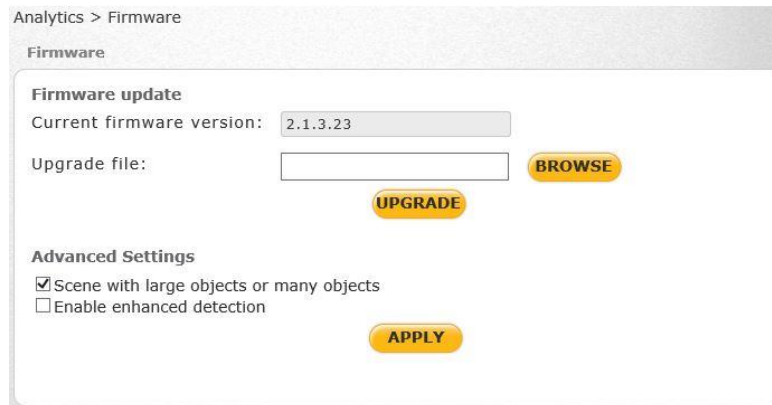 Analytics > Firmware
Firmware
Firmware update
Current firmware version: 2.1.3.23
Upgrade file: BROWSE
UPGRADE
Advanced Settings
Scene with large objects or many objects
Enable enhanced detection
APPLY